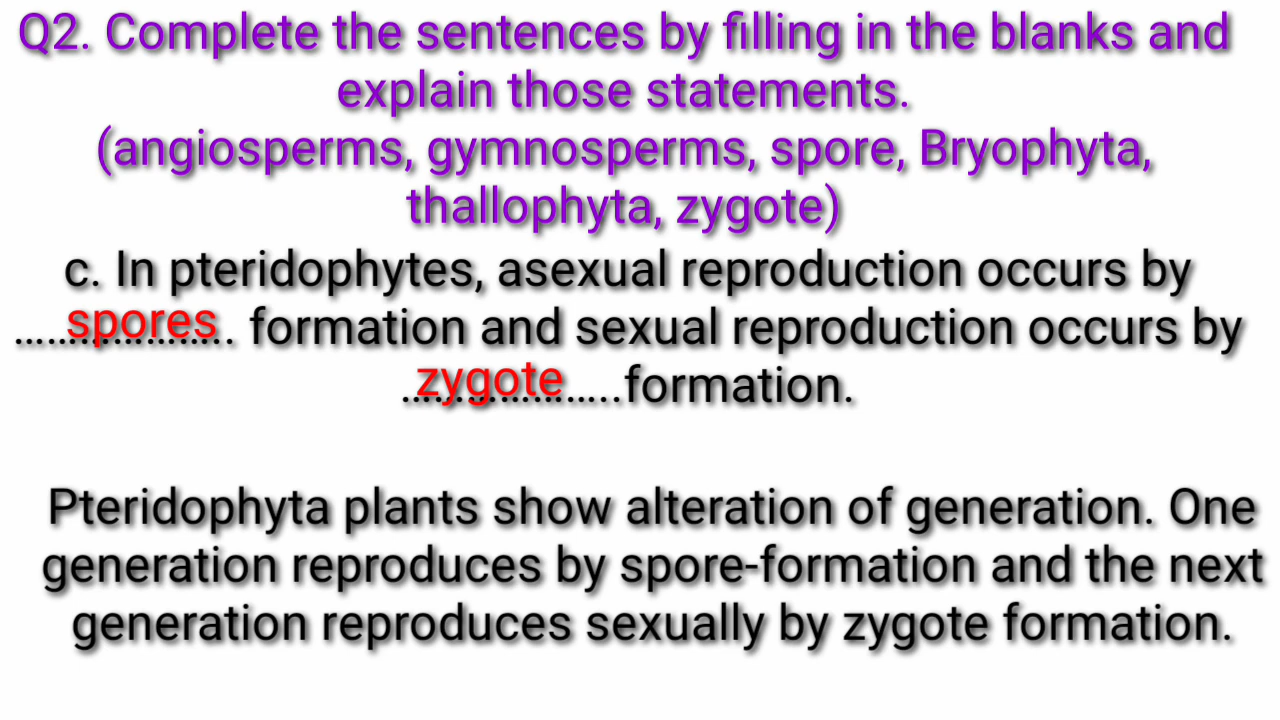 Q2. Complete the sentences by filling in the blanks and
explain those statements.
(angiosperms, gymnosperms, spore, Bryophyta,
thallophyta, zygote)
c. In pteridophytes, asexual reproduction occurs by
……spores……. formation and sexual reproduction occurs by
…zygote…..formation.
Pteridophyta plants show alteration of generation. One
generation reproduces by spore-formation and the next
generation reproduces sexually by zygote formation.